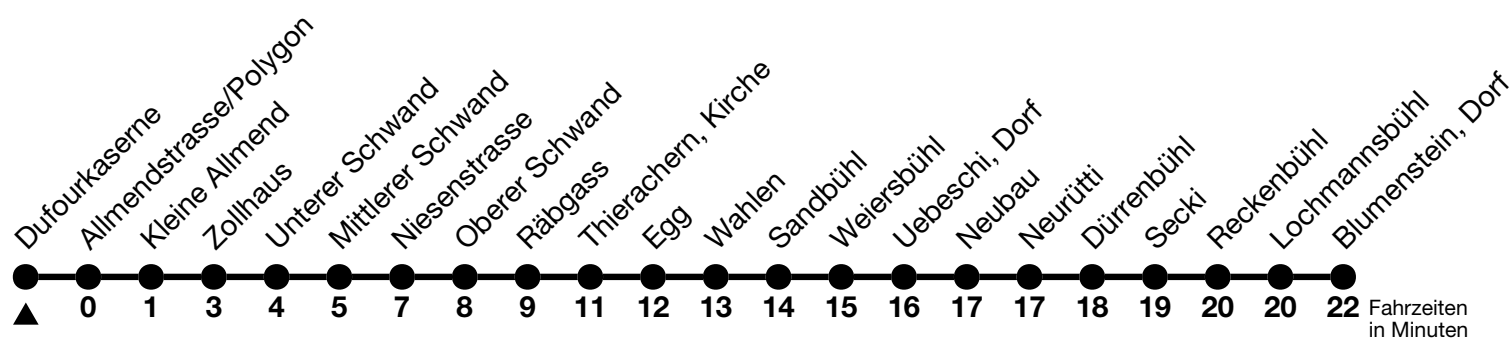 Dufourkaserne
Allmendstrasse/Polygon
Kleine Allmend
Zollhaus
Unterer Schwand
Mittlerer Schwand
Niesenstrasse
Oberer Schwand
Räbgass
Thierachern, Kirche
Egg
Wahlen
Sandbühl
Weiersbühl
Uebeschi, Dorf
Neubau
Neurütti
Dürrenbühl
Secki
Reckenbühl
Lochmannsbühl
Blumenstein, Dorf
0 1 3 4 5 7 8 9 11 12 13 14 15 16 17 17 18 19 20 20 22
Fahrzeiten
in Minuten